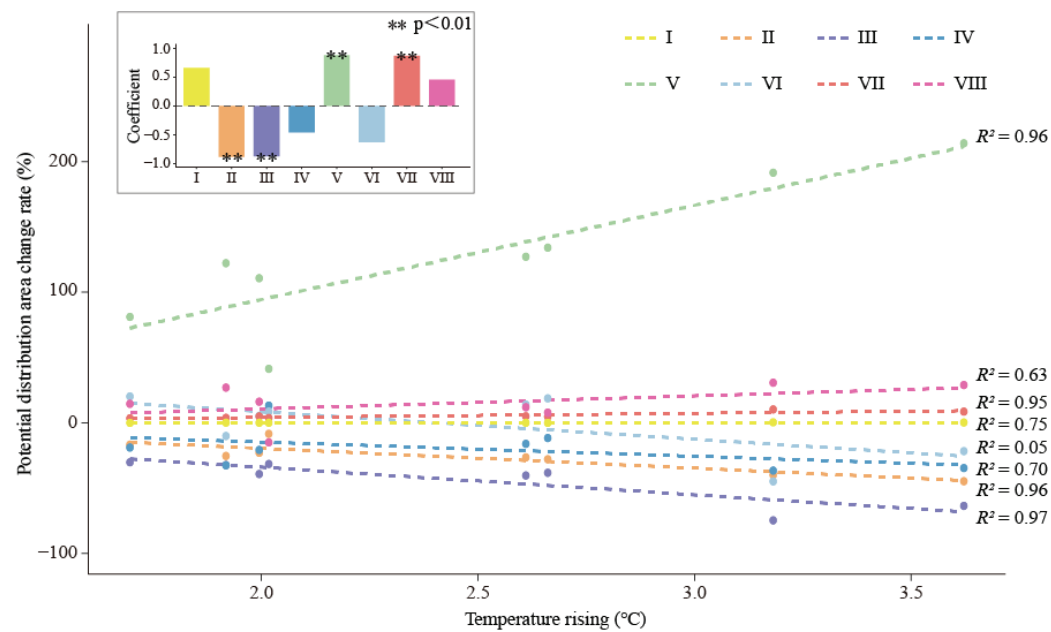 ** p<0.01
I II III IV
V VI VII VIII
Coefficient
1.0
0.5
0.0
−0.5
−1.0
** ** ** **
I II III IV V VI VII VIII
Potential distribution area change rate (%)
200
100
0
−100
R² = 0.96
R² = 0.63
R² = 0.95
R² = 0.75
R² = 0.05
R² = 0.70
R² = 0.96
R² = 0.97
2.0 2.5 3.0 3.5
Temperature rising (°C)